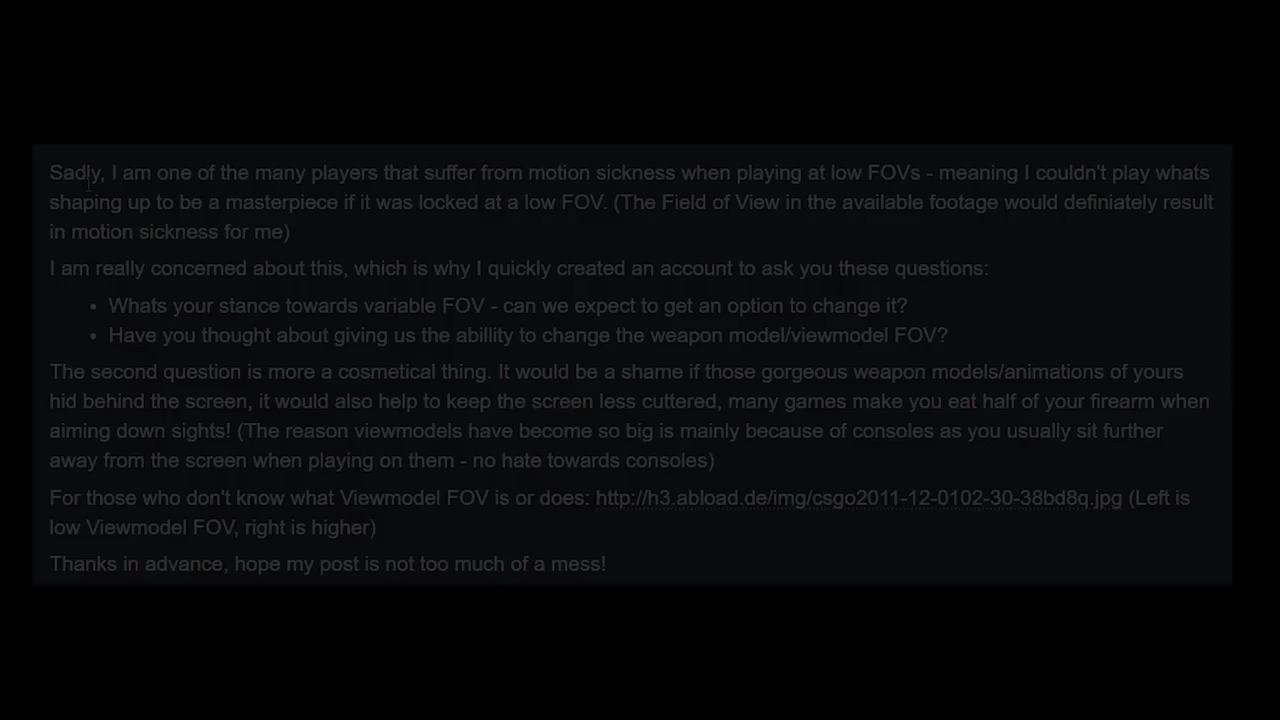 Sadly, I am one of the many players that suffer from motion sickness when playing at low FOVs - meaning I couldn't play whats
shaping up to be a masterpiece if it was locked at a low FOV. (The Field of View in the available footage would definiately result
in motion sickness for me)
I am really concerned about this, which is why I quickly created an account to ask you these questions:
• Whats your stance towards variable FOV - can we expect to get an option to change it?
• Have you thought about giving us the abillity to change the weapon model/viewmodel FOV?
The second question is more a cosmetical thing. It would be a shame if those gorgeous weapon models/animations of yours
hid behind the screen, it would also help to keep the screen less cuttered, many games make you eat half of your firearm when
aiming down sights! (The reason viewmodels have become so big is mainly because of consoles as you usually sit further
away from the screen when playing on them - no hate towards consoles)
For those who don't know what Viewmodel FOV is or does: http://h3.abload.de/img/csgo2011-12-0102-30-38bd8q.jpg (Left is
low Viewmodel FOV, right is higher)
Thanks in advance, hope my post is not too much of a mess!